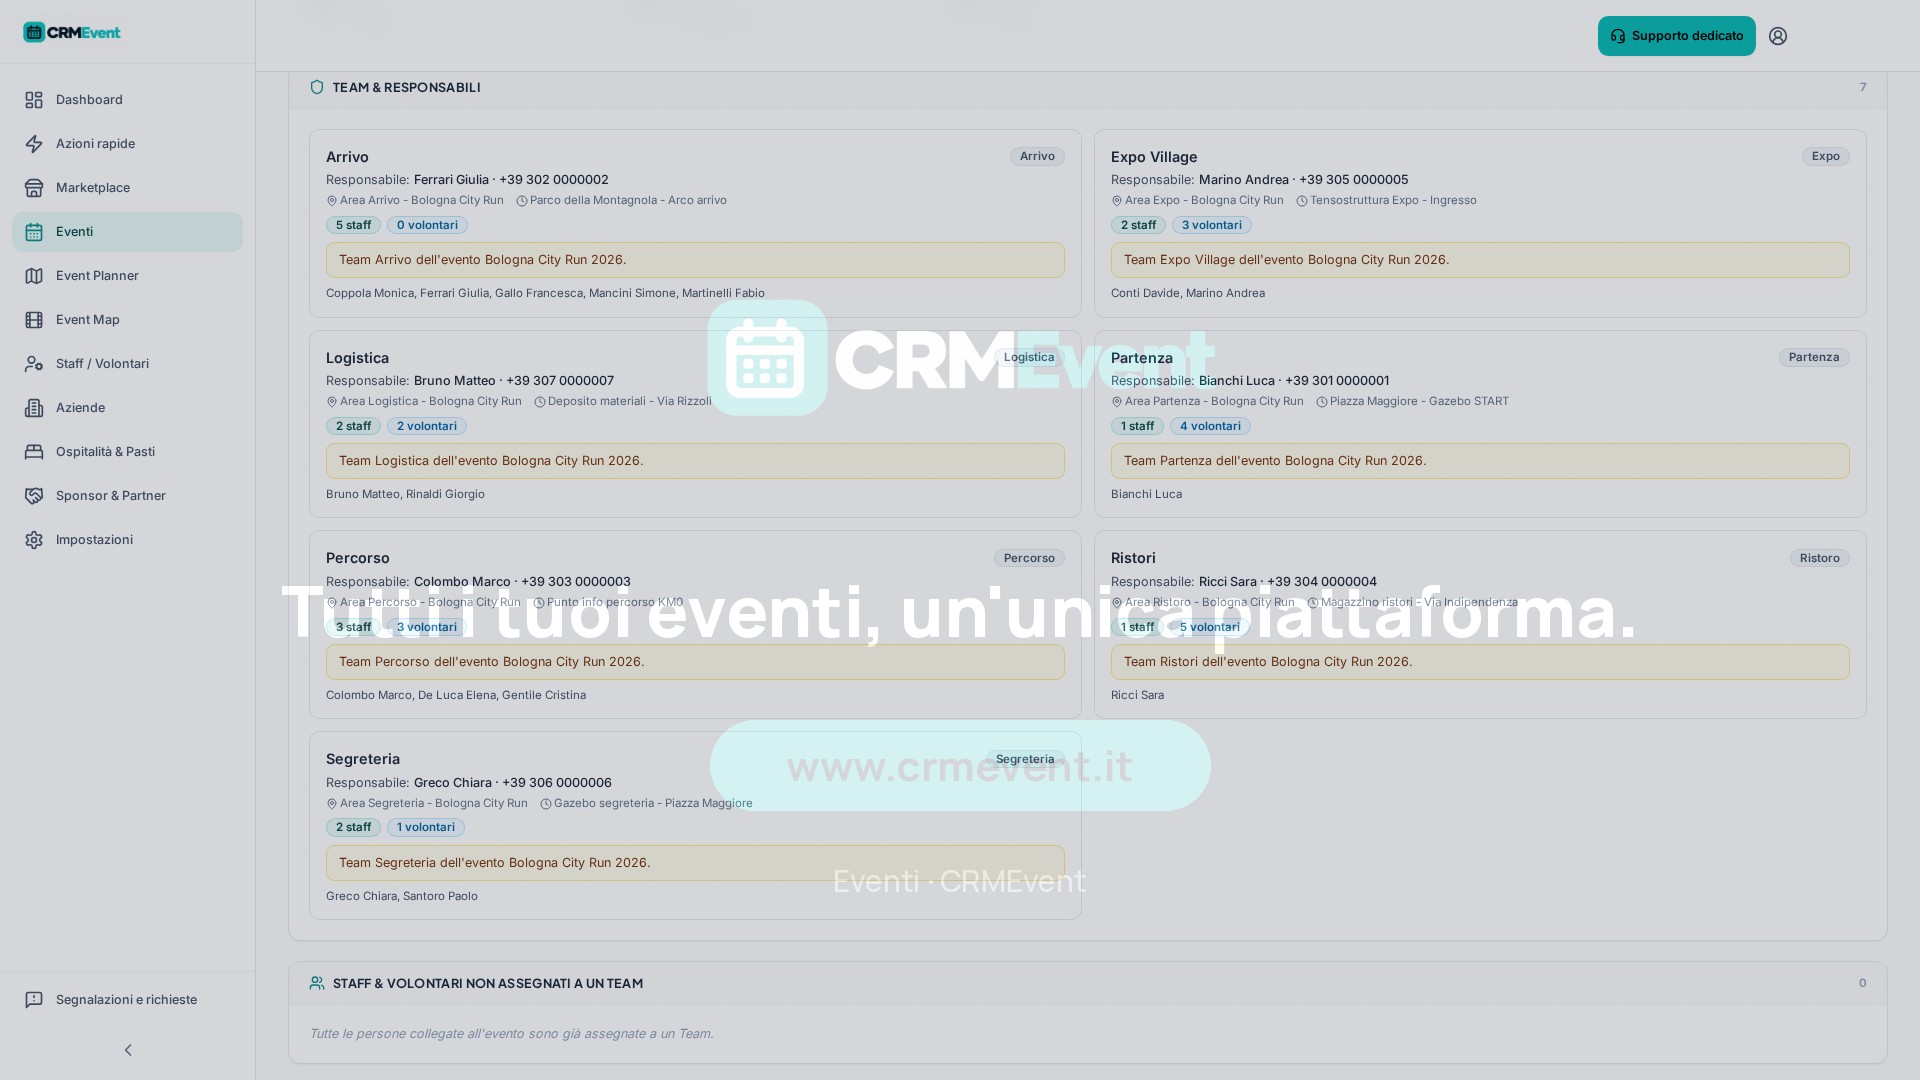 CRMEvent
Supporto dedicato
Dashboard
Azioni rapide
Marketplace
Eventi
Event Planner
Event Map
Staff / Volontari
Aziende
Ospitalità & Pasti
Sponsor & Partner
Impostazioni
Segnalazioni e richieste
TEAM & RESPONSABILI
7
Arrivo
Arrivo
Responsabile: Ferrari Giulia · +39 302 0000002
Area Arrivo - Bologna City Run Parco della Montagnola - Arco arrivo
5 staff 0 volontari
Team Arrivo dell'evento Bologna City Run 2026.
Coppola Monica, Ferrari Giulia, Gallo Francesca, Mancini Simone, Martinelli Fabio
Expo Village
Expo
Responsabile: Marino Andrea · +39 305 0000005
Area Expo - Bologna City Run Tensostruttura Expo - Ingresso
2 staff 3 volontari
Team Expo Village dell'evento Bologna City Run 2026.
Conti Davide, Marino Andrea
CRMEvent
Logistica
Logistica
Responsabile: Bruno Matteo · +39 307 0000007
Area Logistica - Bologna City Run Deposito materiali - Via Rizzoli
2 staff 2 volontari
Team Logistica dell'evento Bologna City Run 2026.
Bruno Matteo, Rinaldi Giorgio
Partenza
Partenza
Responsabile: Bianchi Luca · +39 301 0000001
Area Partenza - Bologna City Run Piazza Maggiore - Gazebo START
1 staff 4 volontari
Team Partenza dell'evento Bologna City Run 2026.
Bianchi Luca
Percorso
Percorso
Responsabile: Colombo Marco · +39 303 0000003
Area Percorso - Bologna City Run Punto info percorso KM0
3 staff 3 volontari
Team Percorso dell'evento Bologna City Run 2026.
Colombo Marco, De Luca Elena, Gentile Cristina
Ristori
Ristoro
Responsabile: Ricci Sara · +39 304 0000004
Area Ristoro - Bologna City Run Magazzino ristori - Via Indipendenza
1 staff 5 volontari
Team Ristori dell'evento Bologna City Run 2026.
Ricci Sara
Tutti i tuoi eventi, un'unica piattaforma.
Segreteria
Segreteria
Responsabile: Greco Chiara · +39 306 0000006
Area Segreteria - Bologna City Run Gazebo segreteria - Piazza Maggiore
2 staff 1 volontari
Team Segreteria dell'evento Bologna City Run 2026.
Greco Chiara, Santoro Paolo
www.crmevent.it
Eventi · CRMEvent
STAFF & VOLONTARI NON ASSEGNATI A UN TEAM
0
Tutte le persone collegate all'evento sono già assegnate a un Team.